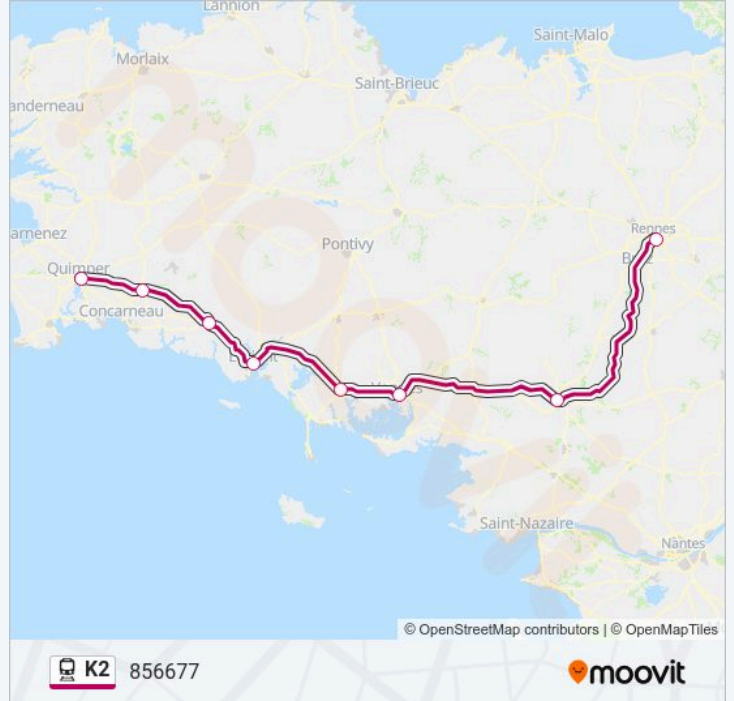 Lannion
Saint-Malo
Morlaix
Saint-Brieuc
anderneau
Rennes
arnenez
Pontivy
Quimper
Concarneau
Saint-Nazaire
Nantes
© OpenStreetMap contributors | © OpenMapTiles
K2 856677
moovit